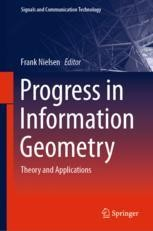 Signals and Communication Technology
Frank Nielsen Editor
Progress in
Information
Geometry
Theory and Applications
Springer